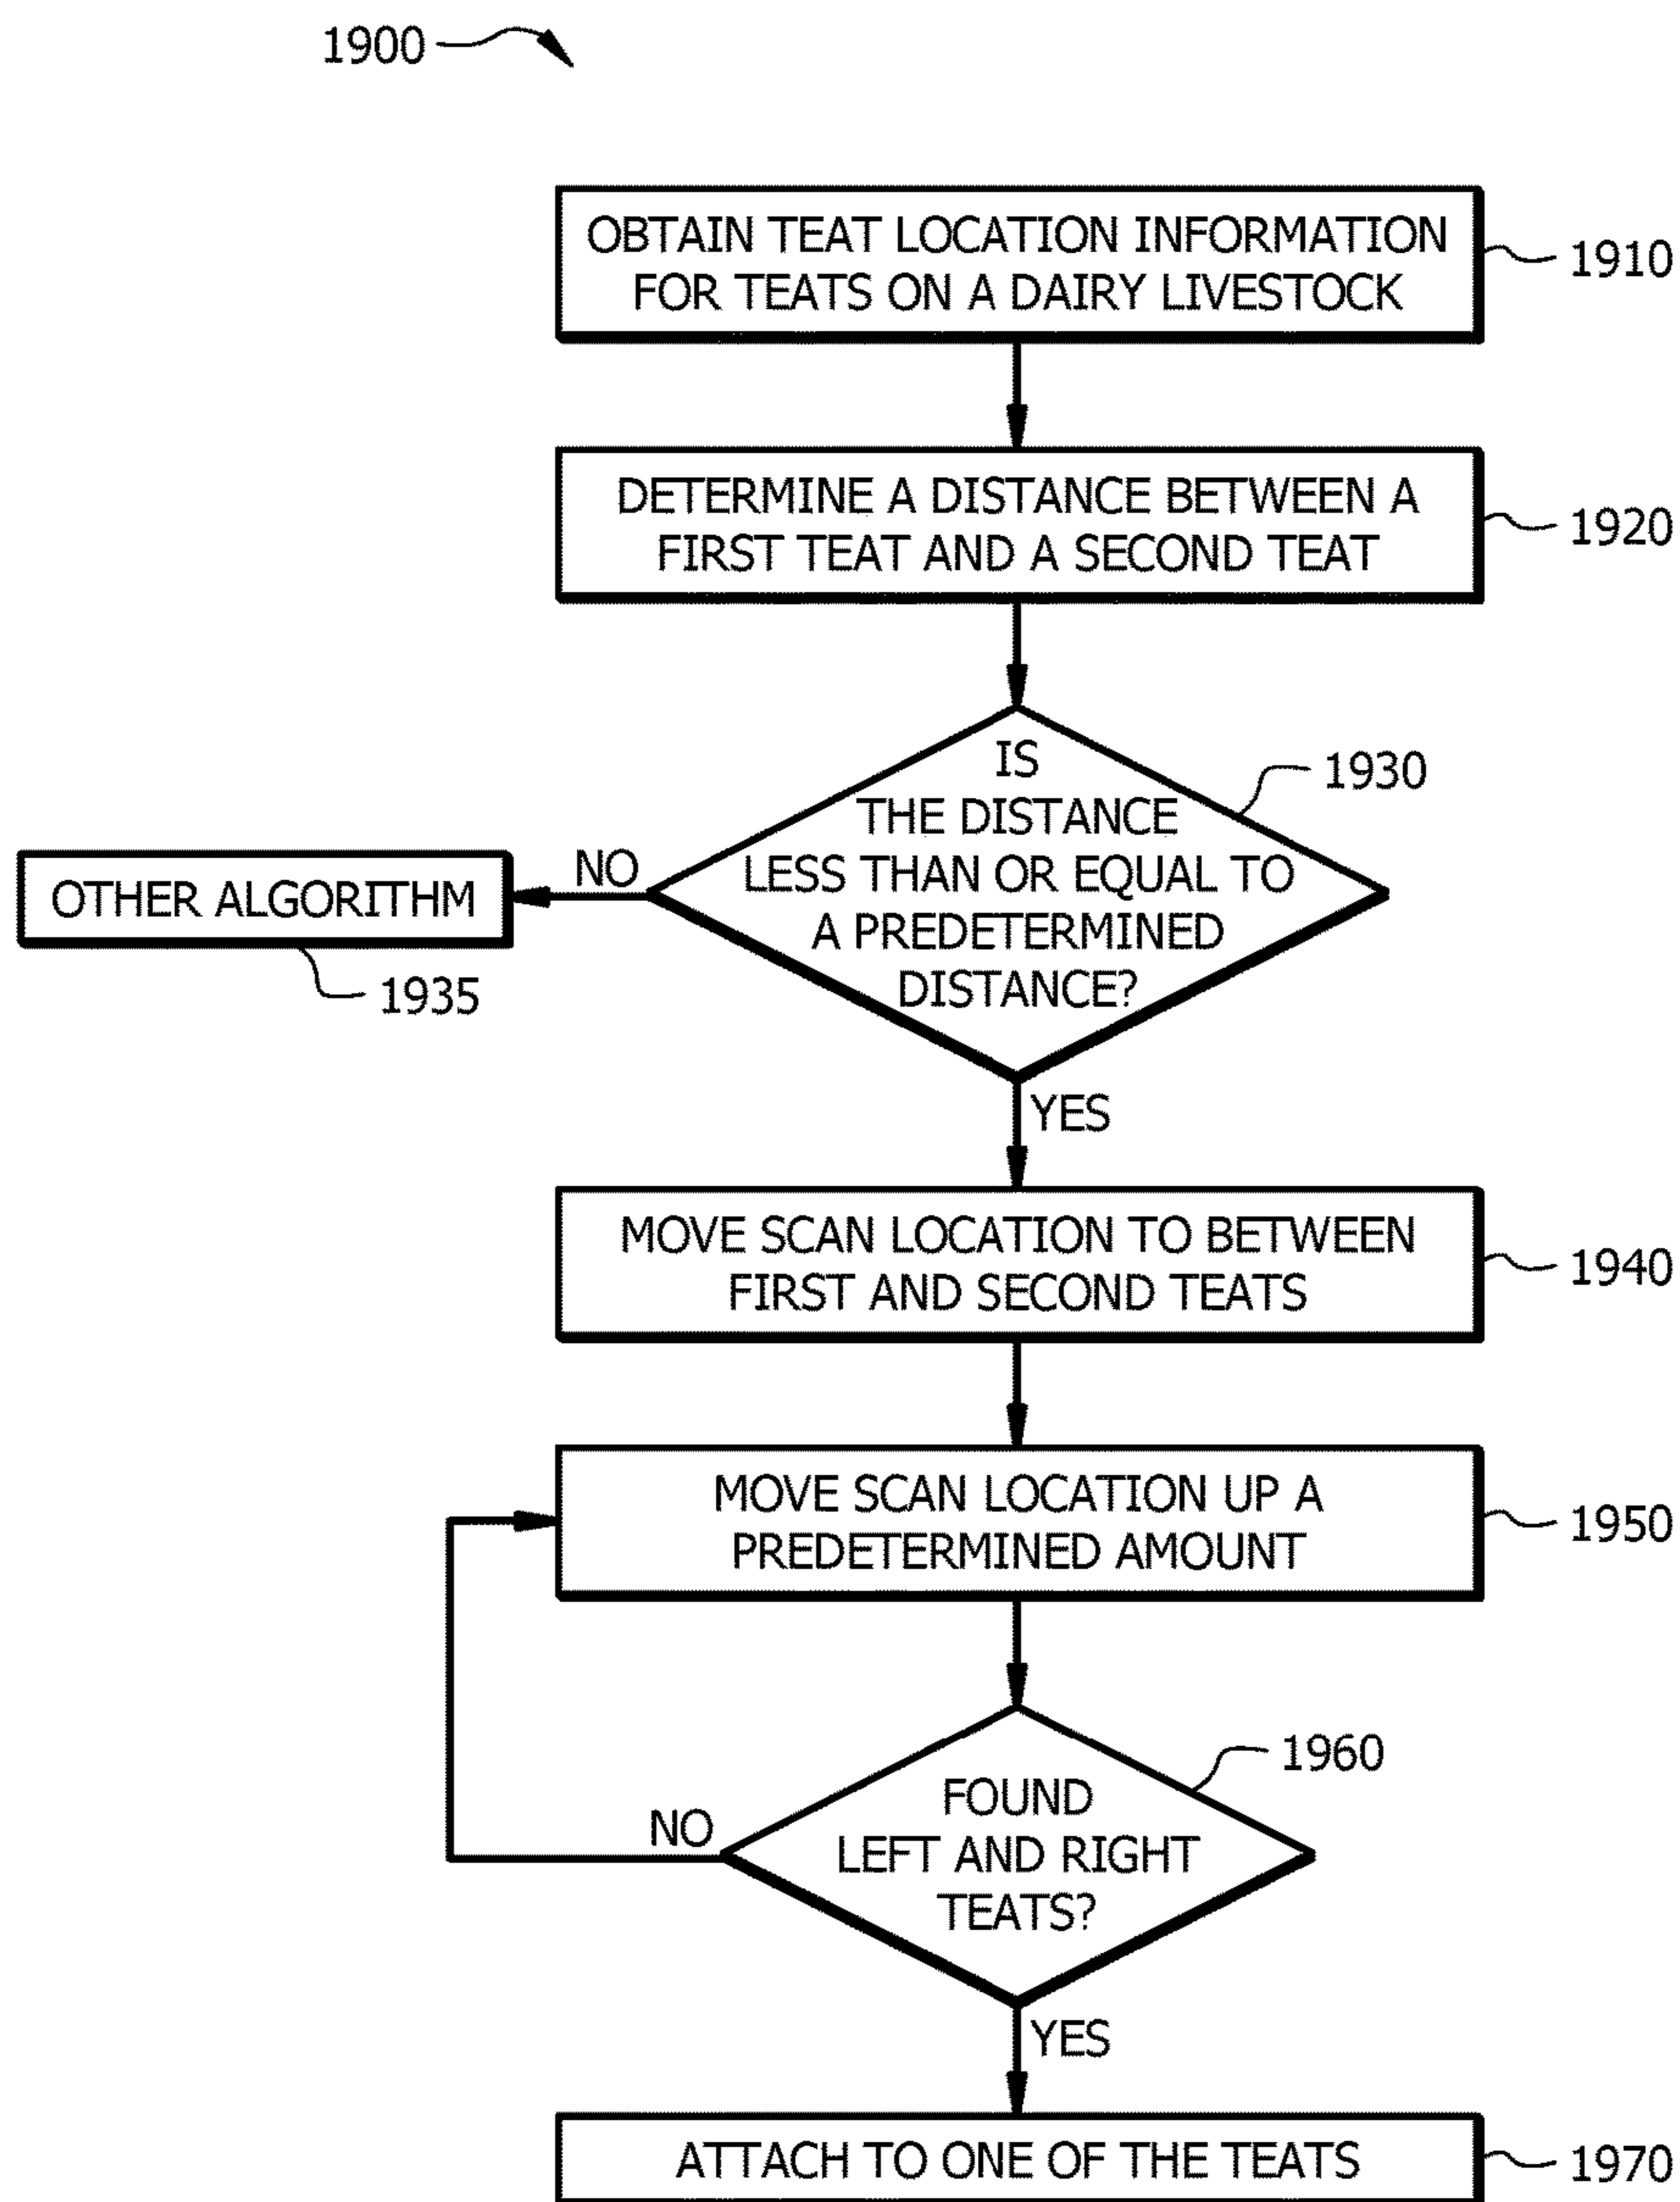 1900
OBTAIN TEAT LOCATION INFORMATION
FOR TEATS ON A DAIRY LIVESTOCK
1910
DETERMINE A DISTANCE BETWEEN A
FIRST TEAT AND A SECOND TEAT
1920
IS
THE DISTANCE
LESS THAN OR EQUAL TO
A PREDETERMINED
DISTANCE?
1930
NO
OTHER ALGORITHM
1935
YES
MOVE SCAN LOCATION TO BETWEEN
FIRST AND SECOND TEATS
1940
MOVE SCAN LOCATION UP A
PREDETERMINED AMOUNT
1950
FOUND
LEFT AND RIGHT
TEATS?
1960
NO
YES
ATTACH TO ONE OF THE TEATS
1970